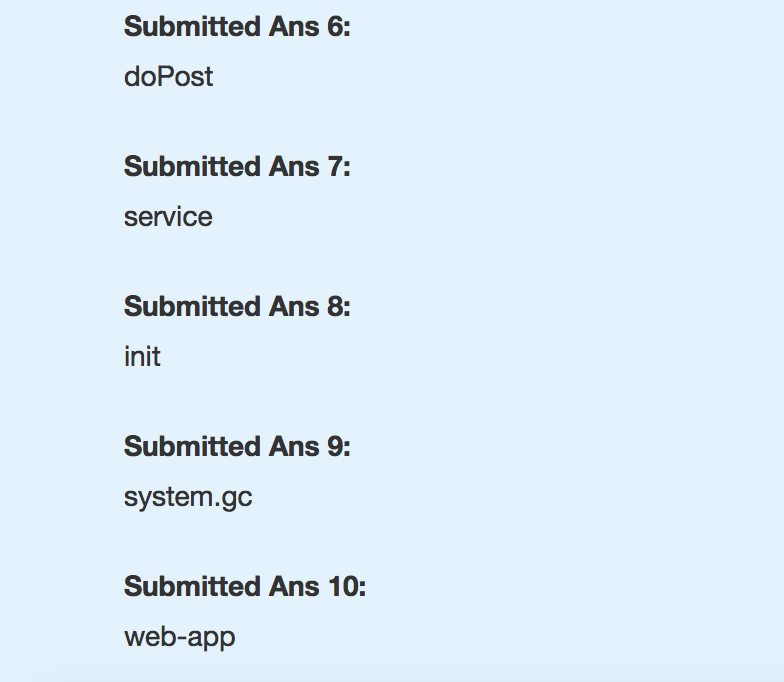 Submitted Ans 6:
doPost
Submitted Ans 7:
service
Submitted Ans 8:
init
Submitted Ans 9:
system.gc
Submitted Ans 10:
web-app